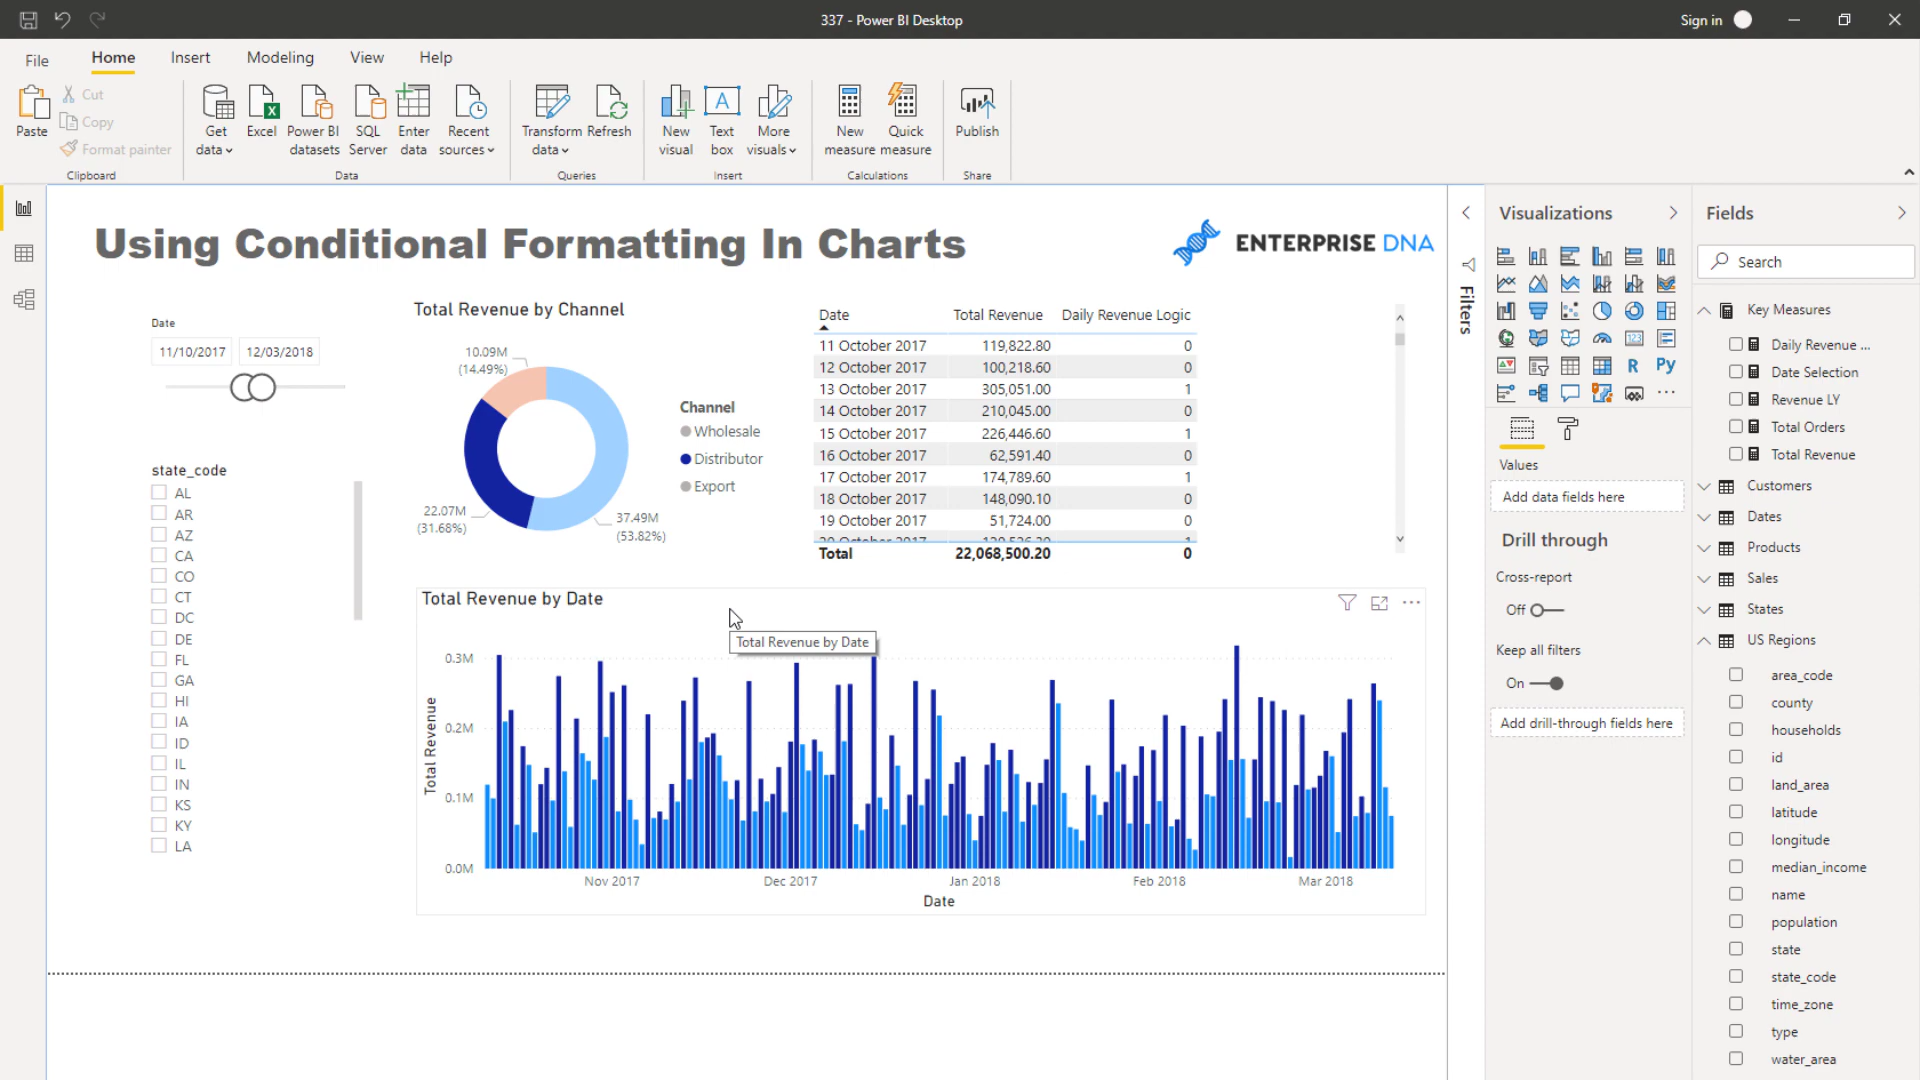 337 - Power BI Desktop
Sign in
File
Home
Insert
Modeling
View
Help
Paste
Cut
Copy
Format painter
Clipboard
Get data
Excel
Power BI datasets
SQL Server
Enter data
Recent sources
Data
Transform data
Refresh
Queries
New visual
Text box
More visuals
Insert
New measure
Quick measure
Calculations
Publish
Share
Using Conditional Formatting In Charts
ENTERPRISE DNA
Date
11/10/2017 12/03/2018
state_code
AL
AR
AZ
CA
CO
CT
DC
DE
FL
GA
HI
IA
ID
IL
IN
KS
KY
LA
Total Revenue by Channel
10.09M
(14.49%)
22.07M
(31.68%)
37.49M
(53.82%)
Channel
Wholesale
Distributor
Export
Date Total Revenue Daily Revenue Logic
11 October 2017 119,822.80 0
12 October 2017 100,218.60 0
13 October 2017 305,051.00 1
14 October 2017 210,045.00 0
15 October 2017 226,446.60 1
16 October 2017 62,591.40 0
17 October 2017 174,789.60 1
18 October 2017 148,090.10 0
19 October 2017 51,724.00 0
Total 22,068,500.20 0
Total Revenue by Date
Total Revenue by Date
Total Revenue
0.3M
0.2M
0.1M
0.0M
Nov 2017 Dec 2017 Jan 2018 Feb 2018 Mar 2018
Date
Filters
Visualizations
R
Py
123
Values
Add data fields here
Drill through
Cross-report
Off
Keep all filters
On
Add drill-through fields here
Fields
Search
Key Measures
Daily Revenue ...
Date Selection
Revenue LY
Total Orders
Total Revenue
Customers
Dates
Products
Sales
States
US Regions
area_code
county
households
id
land_area
latitude
longitude
median_income
name
population
state
state_code
time_zone
type
water_area